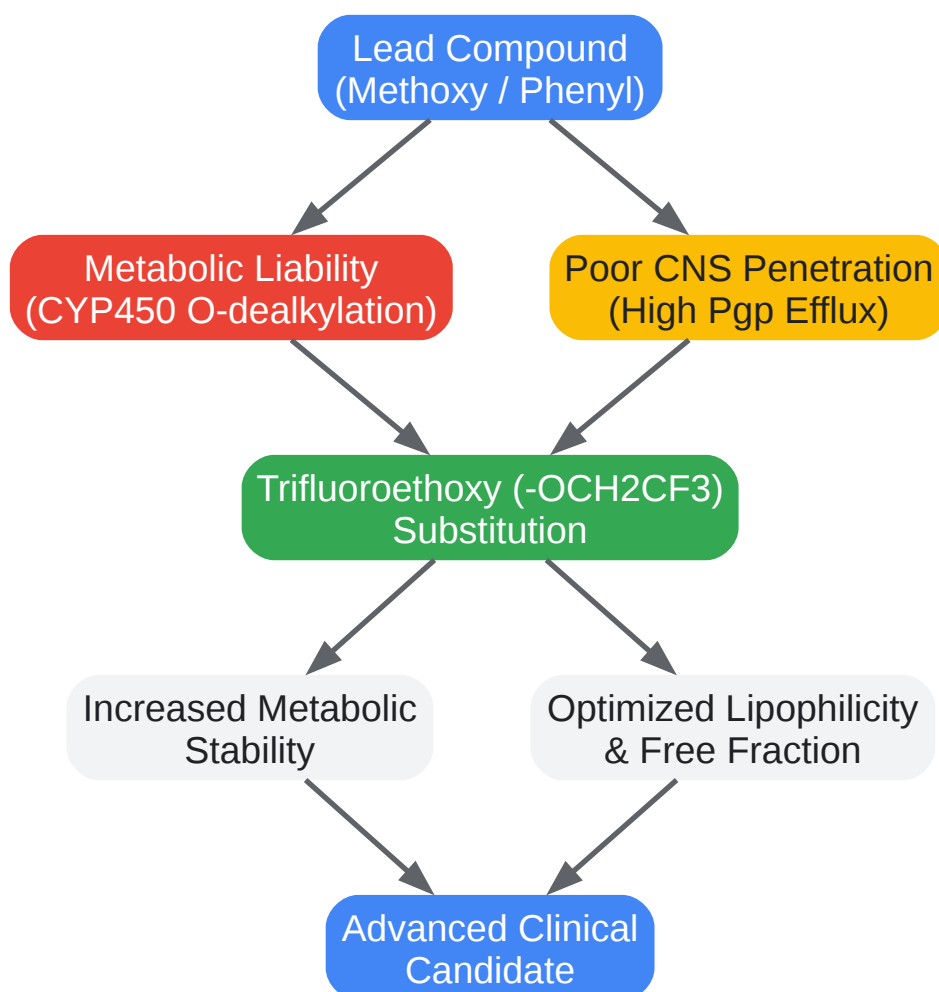 Lead Compound
(Methoxy / Phenyl)
Metabolic Liability
(CYP450 O-dealkylation)
Poor CNS Penetration
(High Pgp Efflux)
Trifluoroethoxy (-OCH2CF3)
Substitution
Increased Metabolic
Stability
Optimized Lipophilicity
& Free Fraction
Advanced Clinical
Candidate